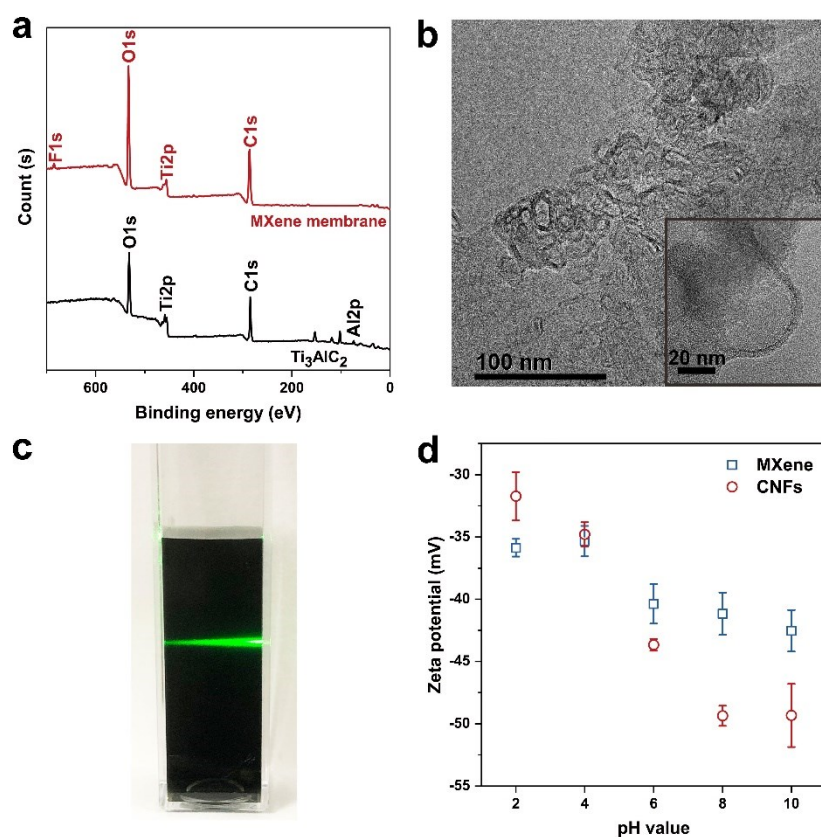 a
Count (s)
F1s
O1s
Ti2p
C1s
MXene membrane
O1s
Ti2p
C1s
Al2p
Ti₃AlC₂
600 400 200 0
Binding energy (eV)
b
100 nm
20 nm
c
d
Zeta potential (mV)
-30
-35
-40
-45
-50
-55
MXene
CNFs
2 4 6 8 10
pH value